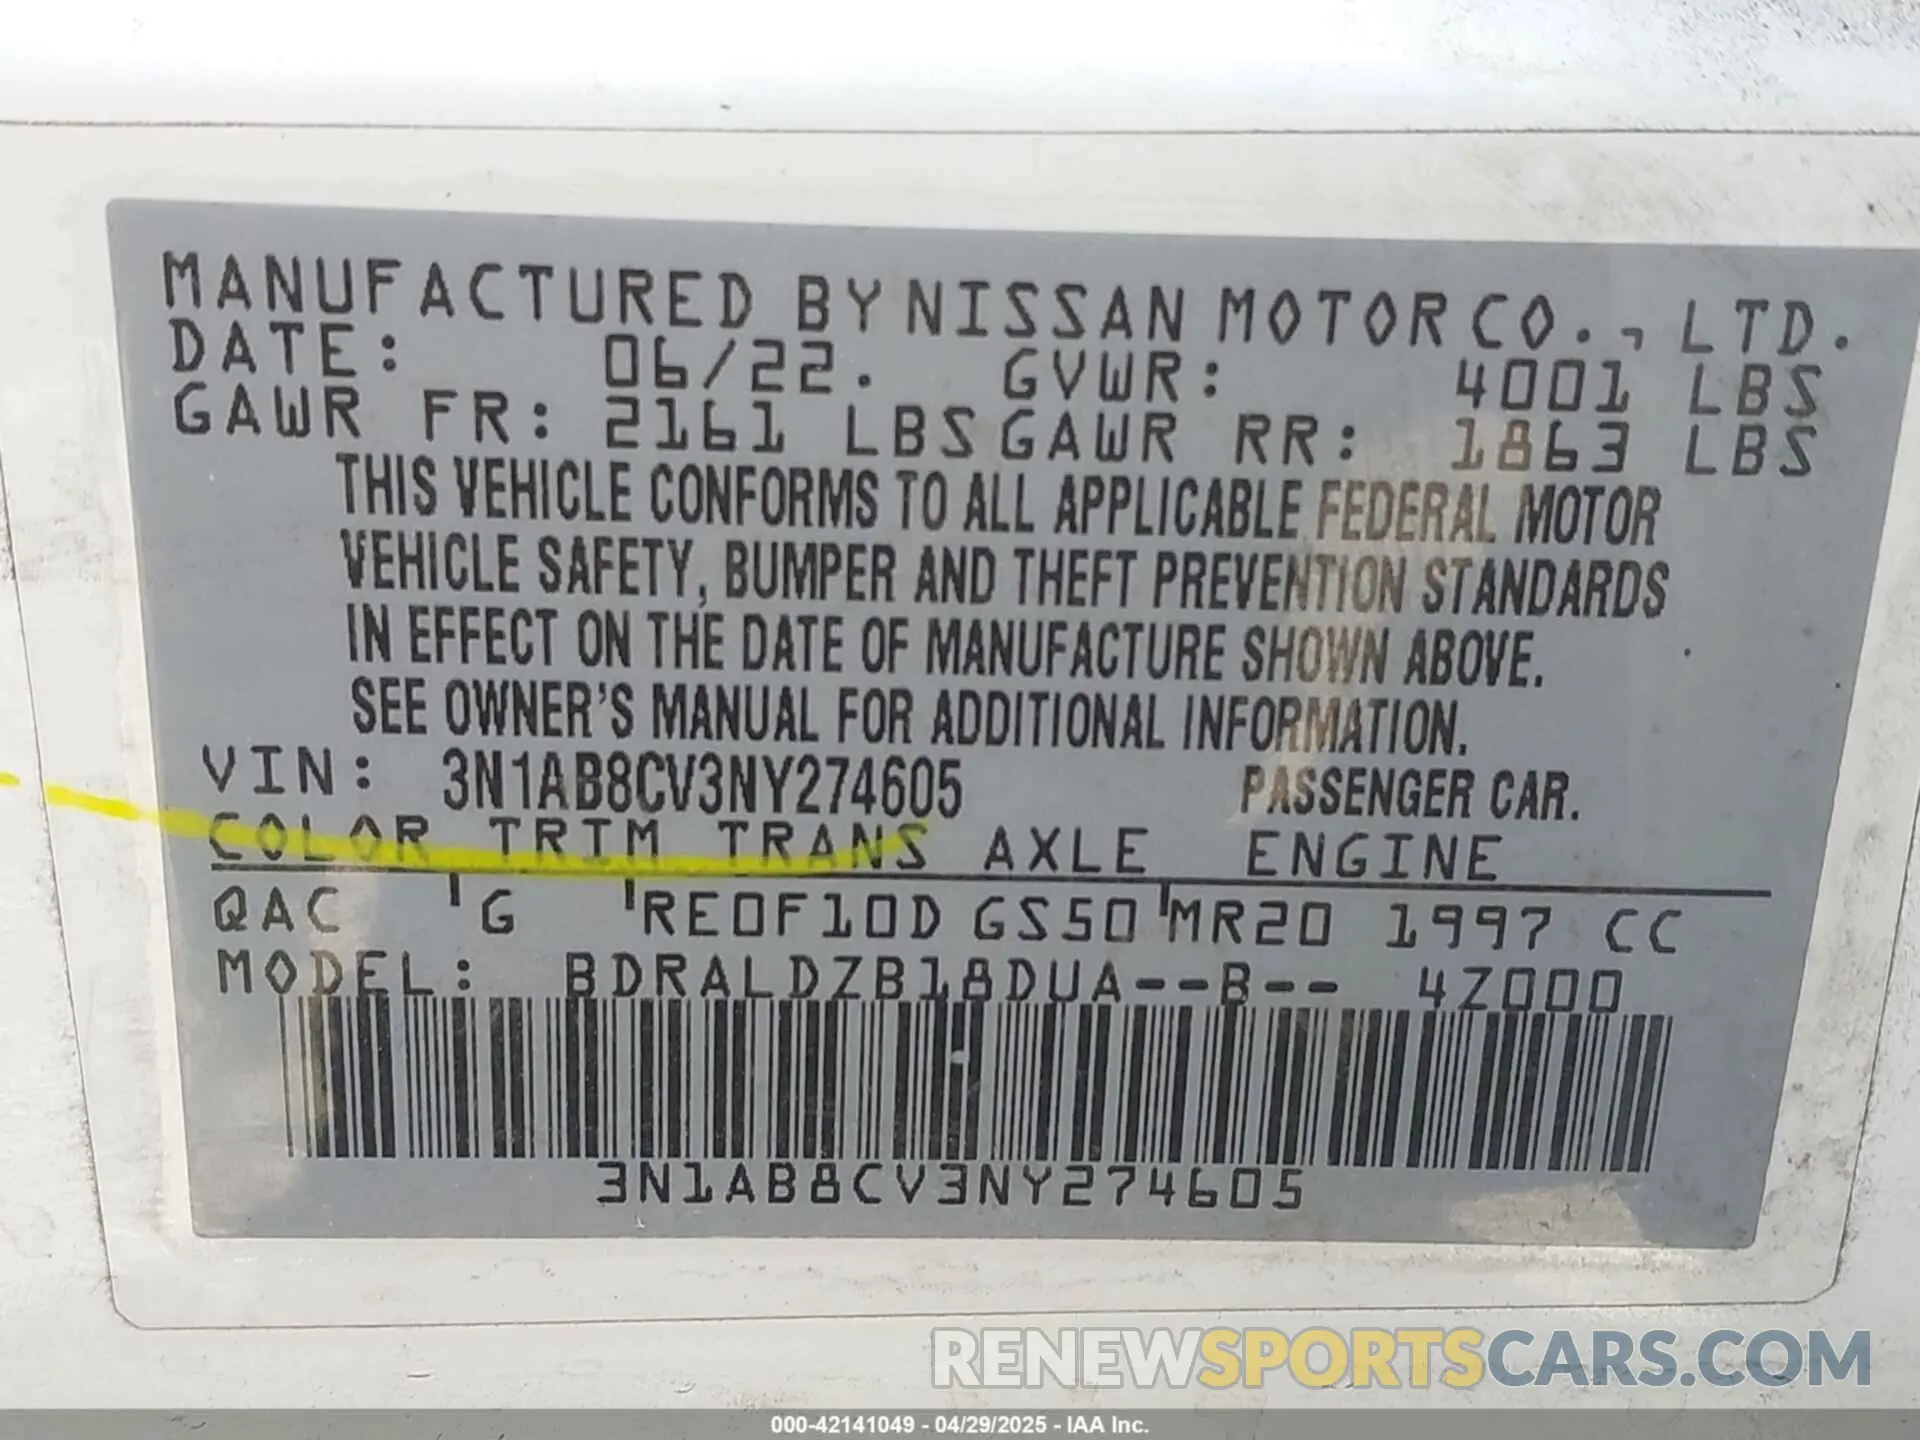 MANUFACTURED BY NISSAN MOTOR CO., LTD.
DATE: 06/22. GVWR: 4001 LBS
GAWR FR: 2161 LBS GAWR RR: 1863 LBS
THIS VEHICLE CONFORMS TO ALL APPLICABLE FEDERAL MOTOR
VEHICLE SAFETY, BUMPER AND THEFT PREVENTION STANDARDS
IN EFFECT ON THE DATE OF MANUFACTURE SHOWN ABOVE.
SEE OWNER'S MANUAL FOR ADDITIONAL INFORMATION.
VIN: 3N1AB8CV3NY274605 PASSENGER CAR.
COLOR TRIM TRANS AXLE ENGINE
QAC G RE0F10D GS50 MR20 1997 CC
MODEL: BDRALDZB18DUA--B-- 4Z000
3N1AB8CV3NY274605
RENEWSPORTSCARS.COM
000-42141049 - 04/29/2025 - IAA Inc.